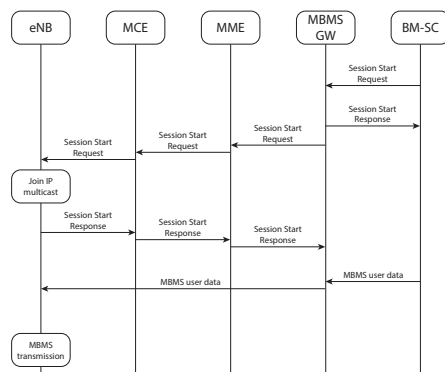 eNB
MCE
MME
MBMS
GW
BM-SC
Session Start
Request
Session Start
Response
Session Start
Request
Session Start
Request
Session Start
Request
Join IP
multicast
Session Start
Response
Session Start
Response
Session Start
Response
MBMS user data
MBMS user data
MBMS
transmission